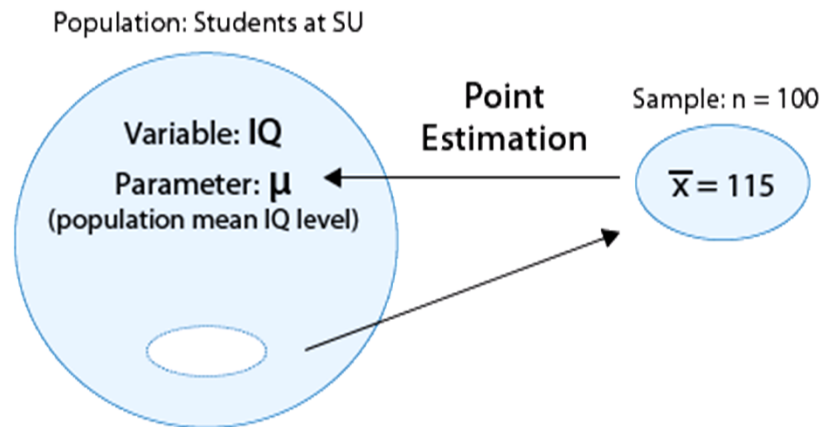 Population: Students at SU
Variable: IQ
Parameter: μ
(population mean IQ level)
Point
Estimation
Sample: n = 100
x̅ = 115